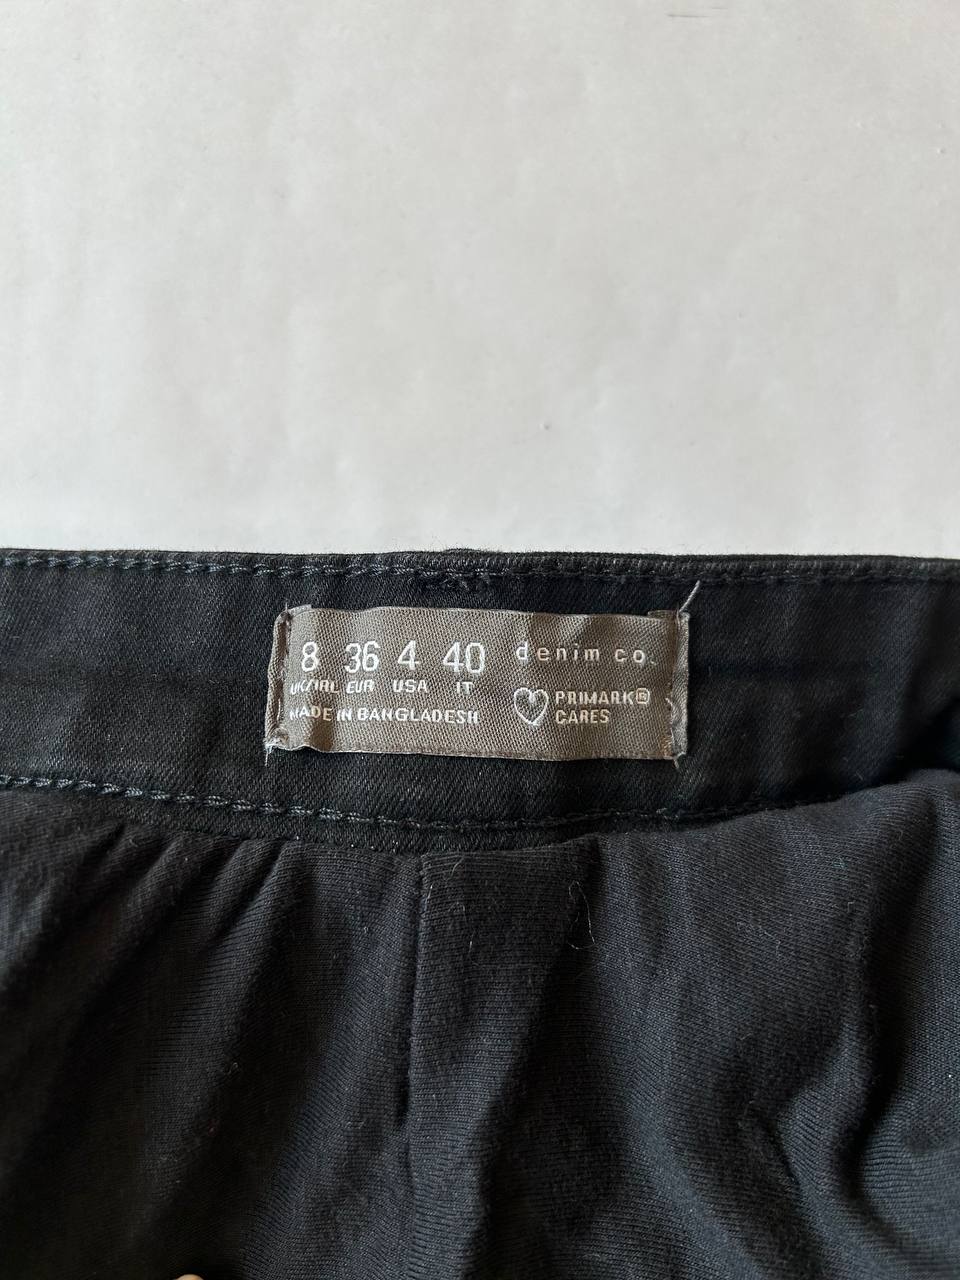 8 36 4 40
UK/IRL EUR USA IT
MADE IN BANGLADESH
denim co.
PRIMARK®
CARES